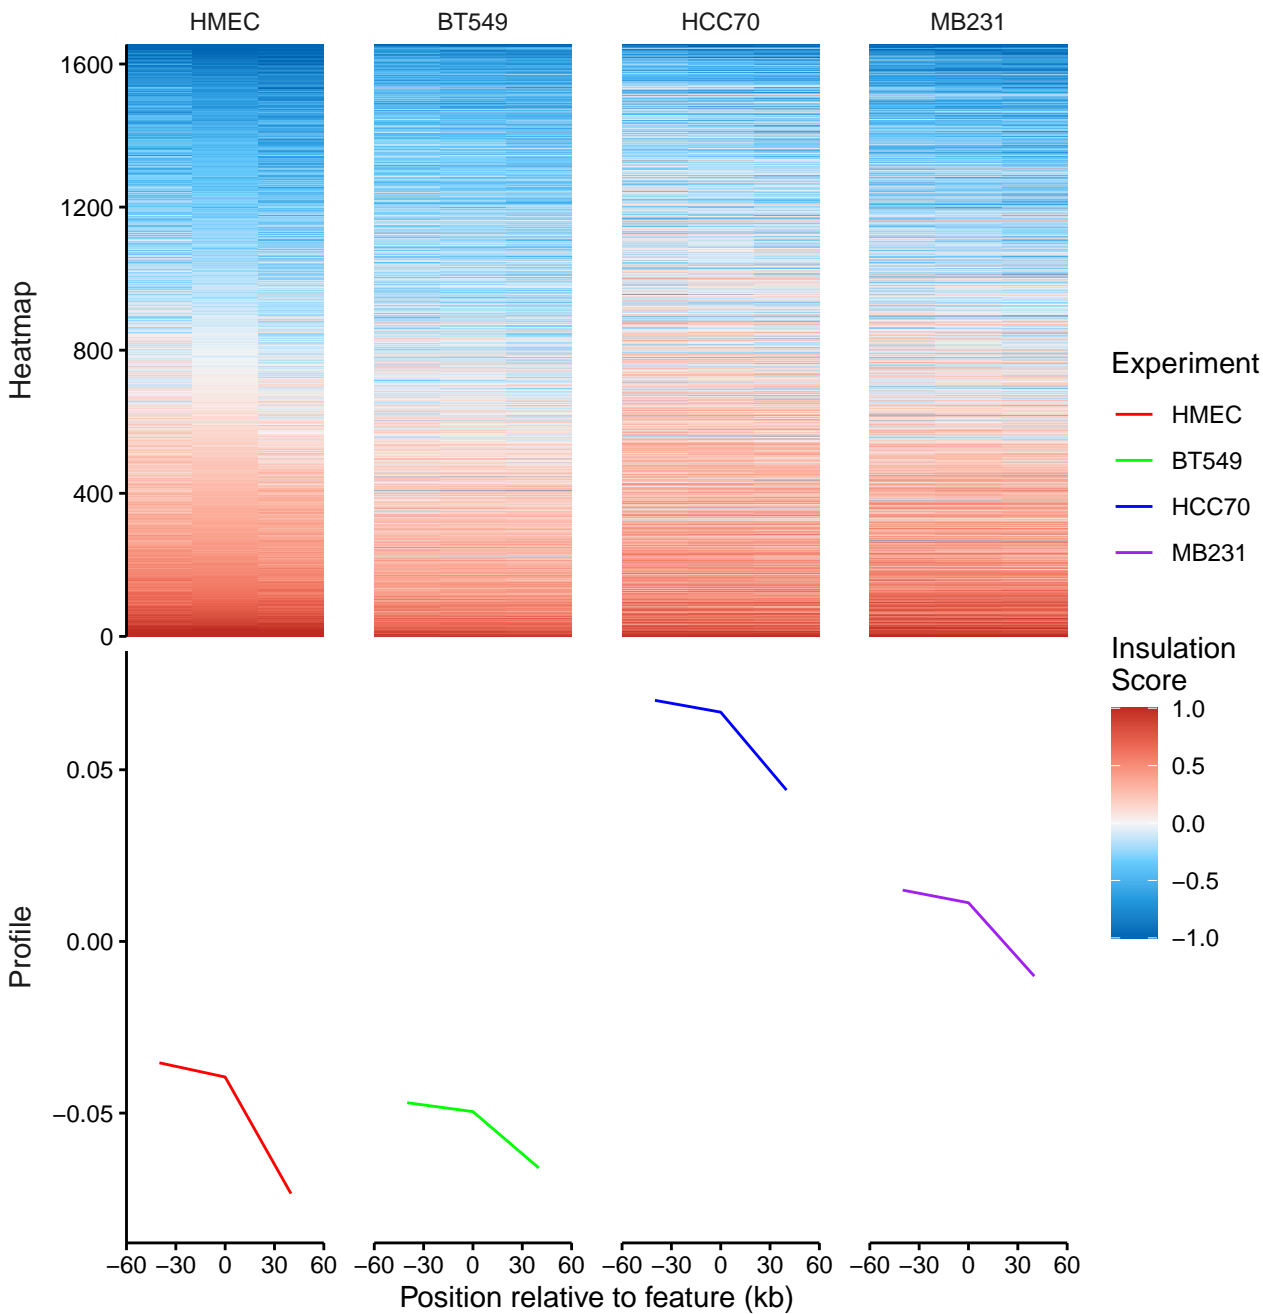 HMEC BT549 HCC70 MB231
Heatmap
1600
1200
800
400
0
Profile
0.05
0.00
−0.05
−60 −30 0 30 60 −60 −30 0 30 60 −60 −30 0 30 60 −60 −30 0 30 60
Position relative to feature (kb)
Experiment
HMEC
BT549
HCC70
MB231
Insulation
Score
1.0
0.5
0.0
−0.5
−1.0